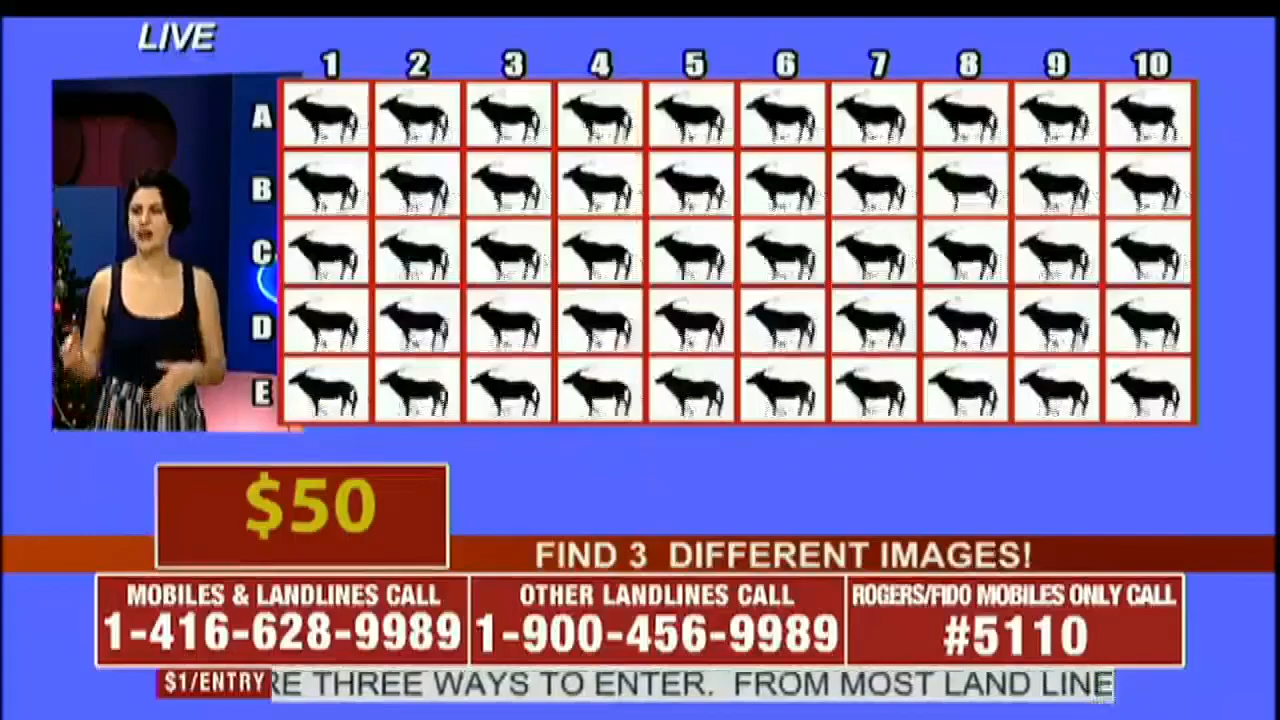 LIVE
1 2 3 4 5 6 7 8 9 10
A
B
C
D
E
$50
FIND 3 DIFFERENT IMAGES!
MOBILES & LANDLINES CALL
1-416-628-9989
OTHER LANDLINES CALL
1-900-456-9989
ROGERS/FIDO MOBILES ONLY CALL
#5110
$1/ENTRY
RE THREE WAYS TO ENTER. FROM MOST LAND LINE